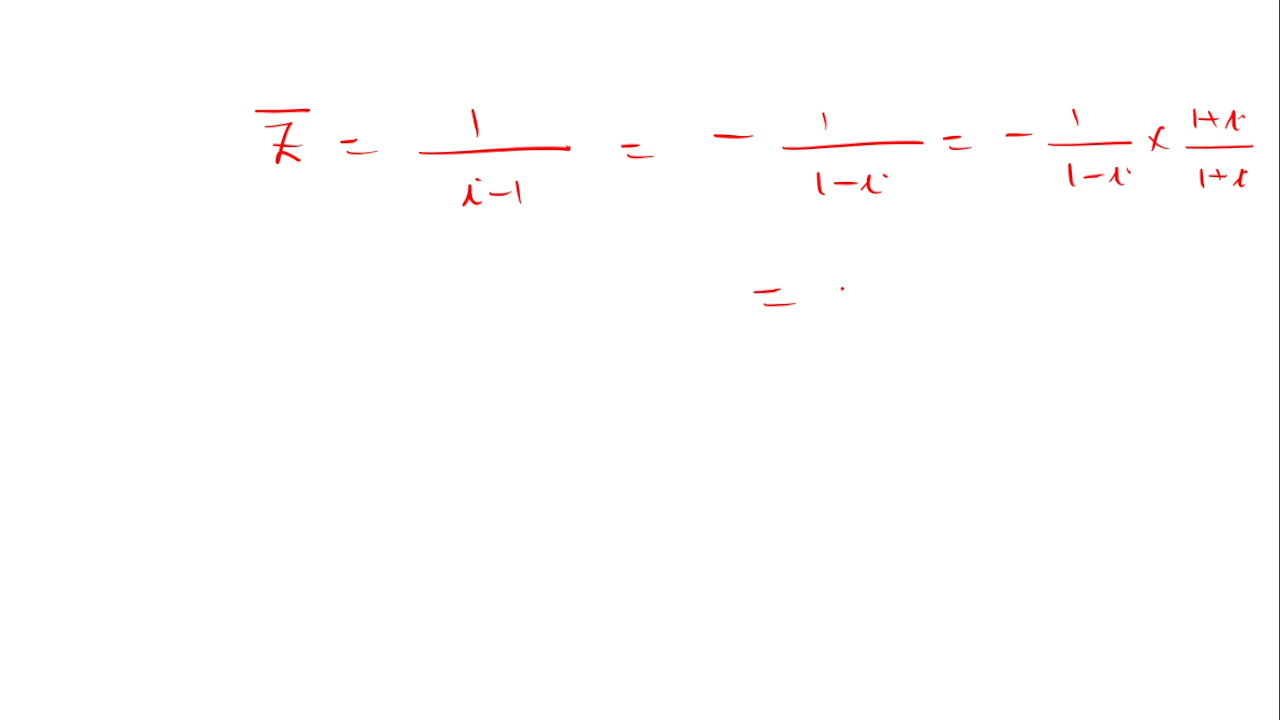 z̅ = 1/(i-1) = - 1/(1-i) = - 1/(1-i) × (1+i)/(1+i)
=